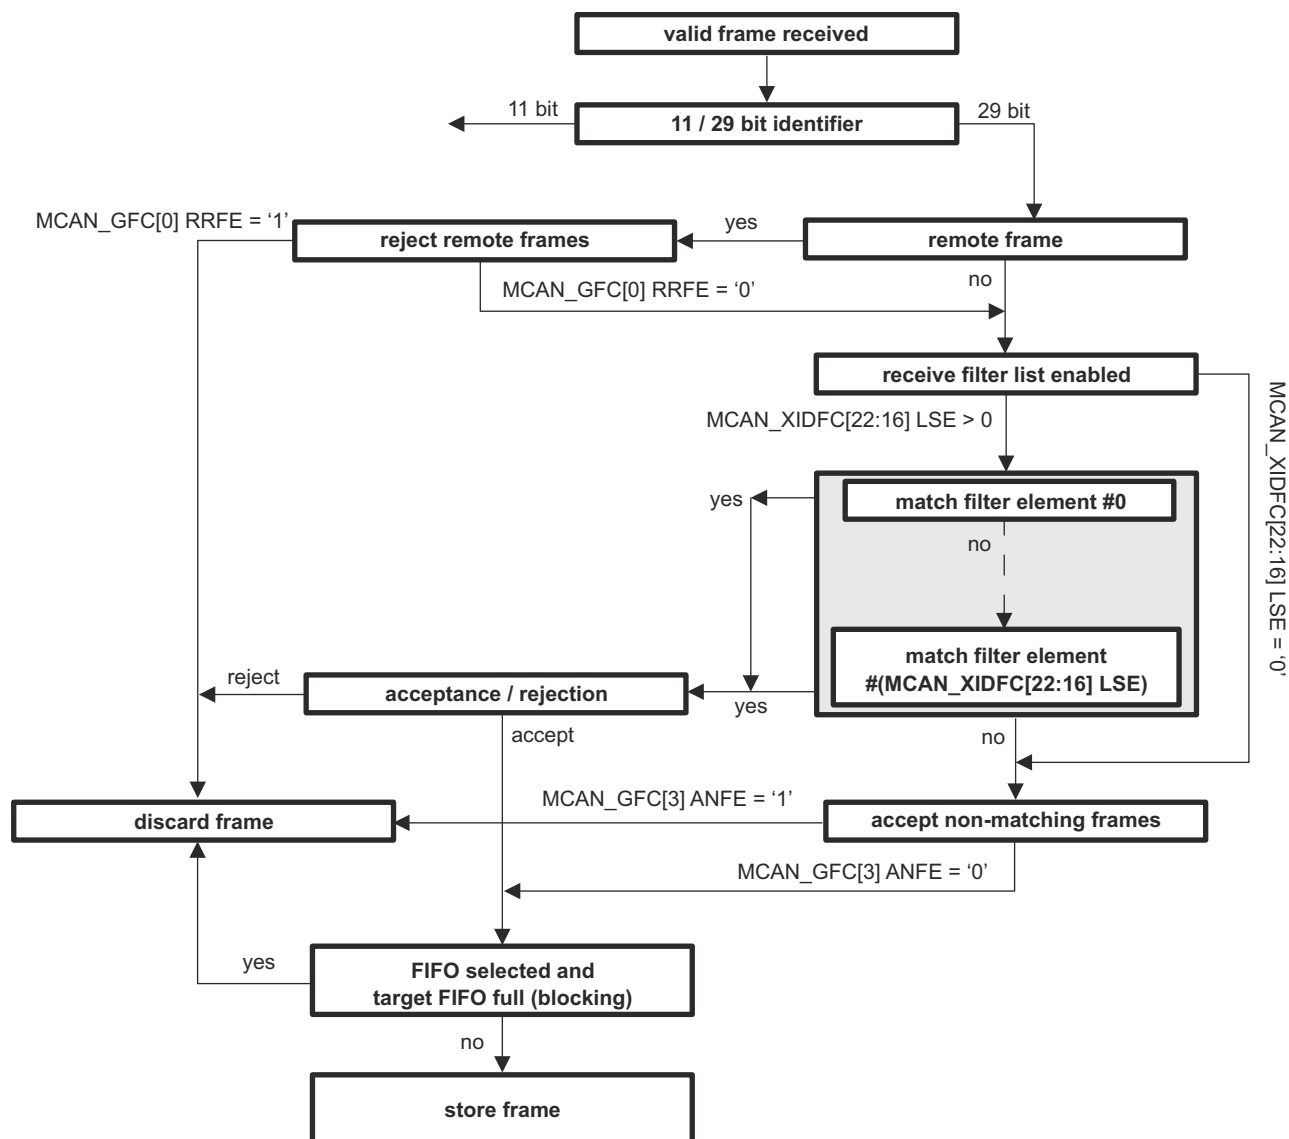 valid frame received
11 bit
11 / 29 bit identifier
29 bit
MCAN_GFC[0] RRFE = ‘1’
reject remote frames
yes
remote frame
MCAN_GFC[0] RRFE = ‘0’
no
receive filter list enabled
MCAN_XIDFC[22:16] LSE > 0
MCAN_XIDFC[22:16] LSE = ‘0’
yes
match filter element #0
no
match filter element
#(MCAN_XIDFC[22:16] LSE)
reject
acceptance / rejection
yes
accept
no
MCAN_GFC[3] ANFE = ‘1’
discard frame
accept non-matching frames
MCAN_GFC[3] ANFE = ‘0’
yes
FIFO selected and
target FIFO full (blocking)
no
store frame